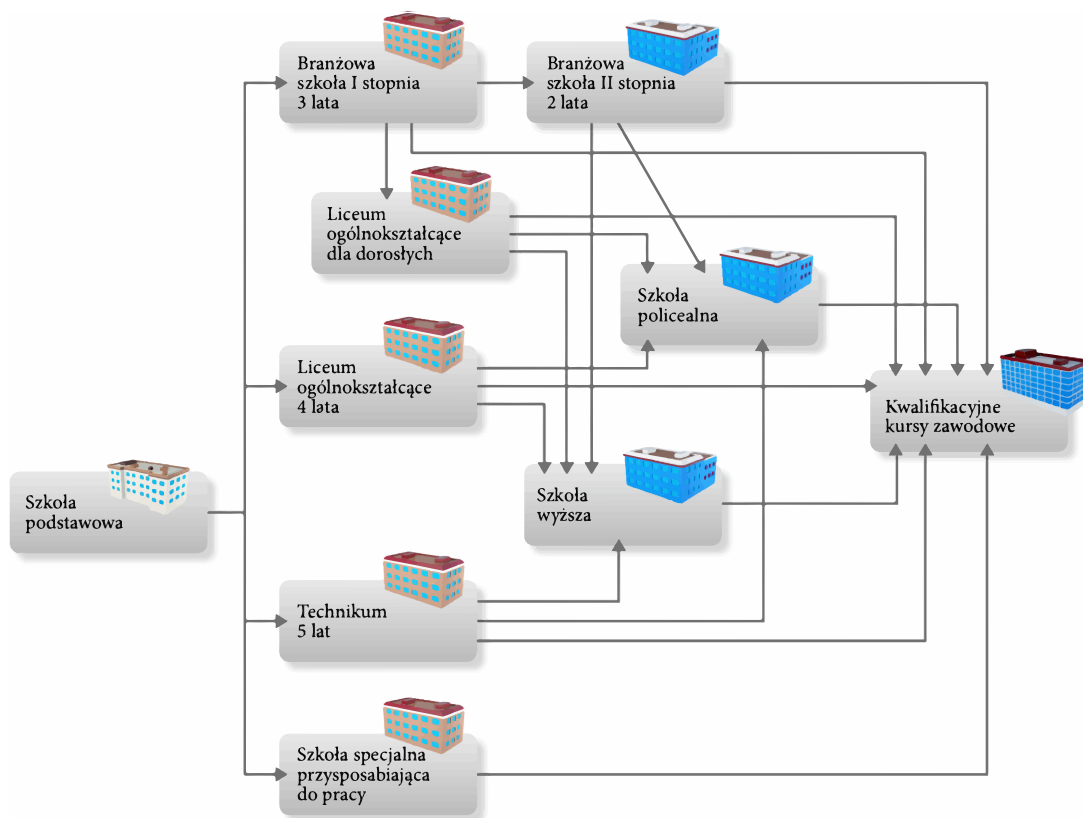 Branżowa
szkoła I stopnia
3 lata
Branżowa
szkoła II stopnia
2 lata
Liceum
ogólnokształcące
dla dorosłych
Szkoła
policealna
Liceum
ogólnokształcące
4 lata
Kwalifikacyjne
kursy zawodowe
Szkoła
podstawowa
Szkoła
wyższa
Technikum
5 lat
Szkoła specjalna
przysposabiająca
do pracy